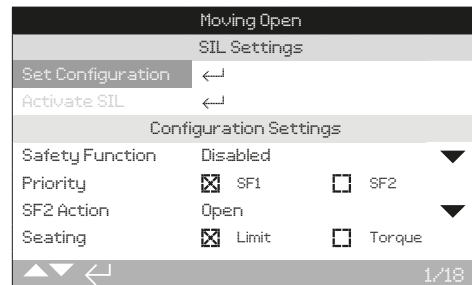 Moving Open
SIL Settings
Set Configuration
Activate SIL
Configuration Settings
Safety Function Disabled
Priority SF1 SF2
SF2 Action Open
Seating Limit Torque
1/18